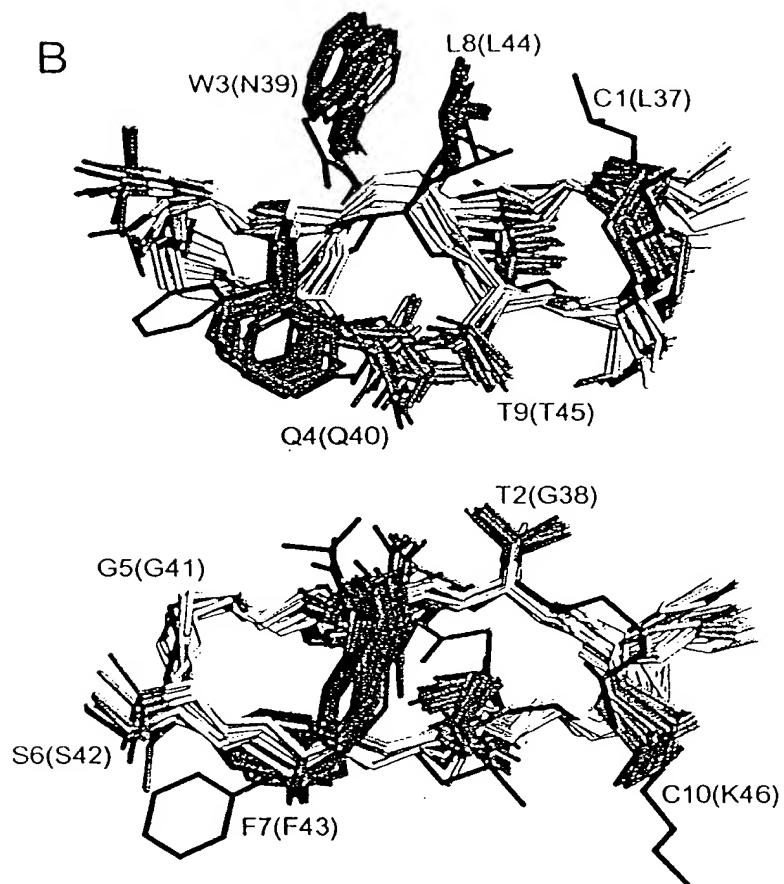 B
W3(N39)
L8(L44)
C1(L37)
Q4(Q40)
T9(T45)
T2(G38)
G5(G41)
S6(S42)
F7(F43)
C10(K46)